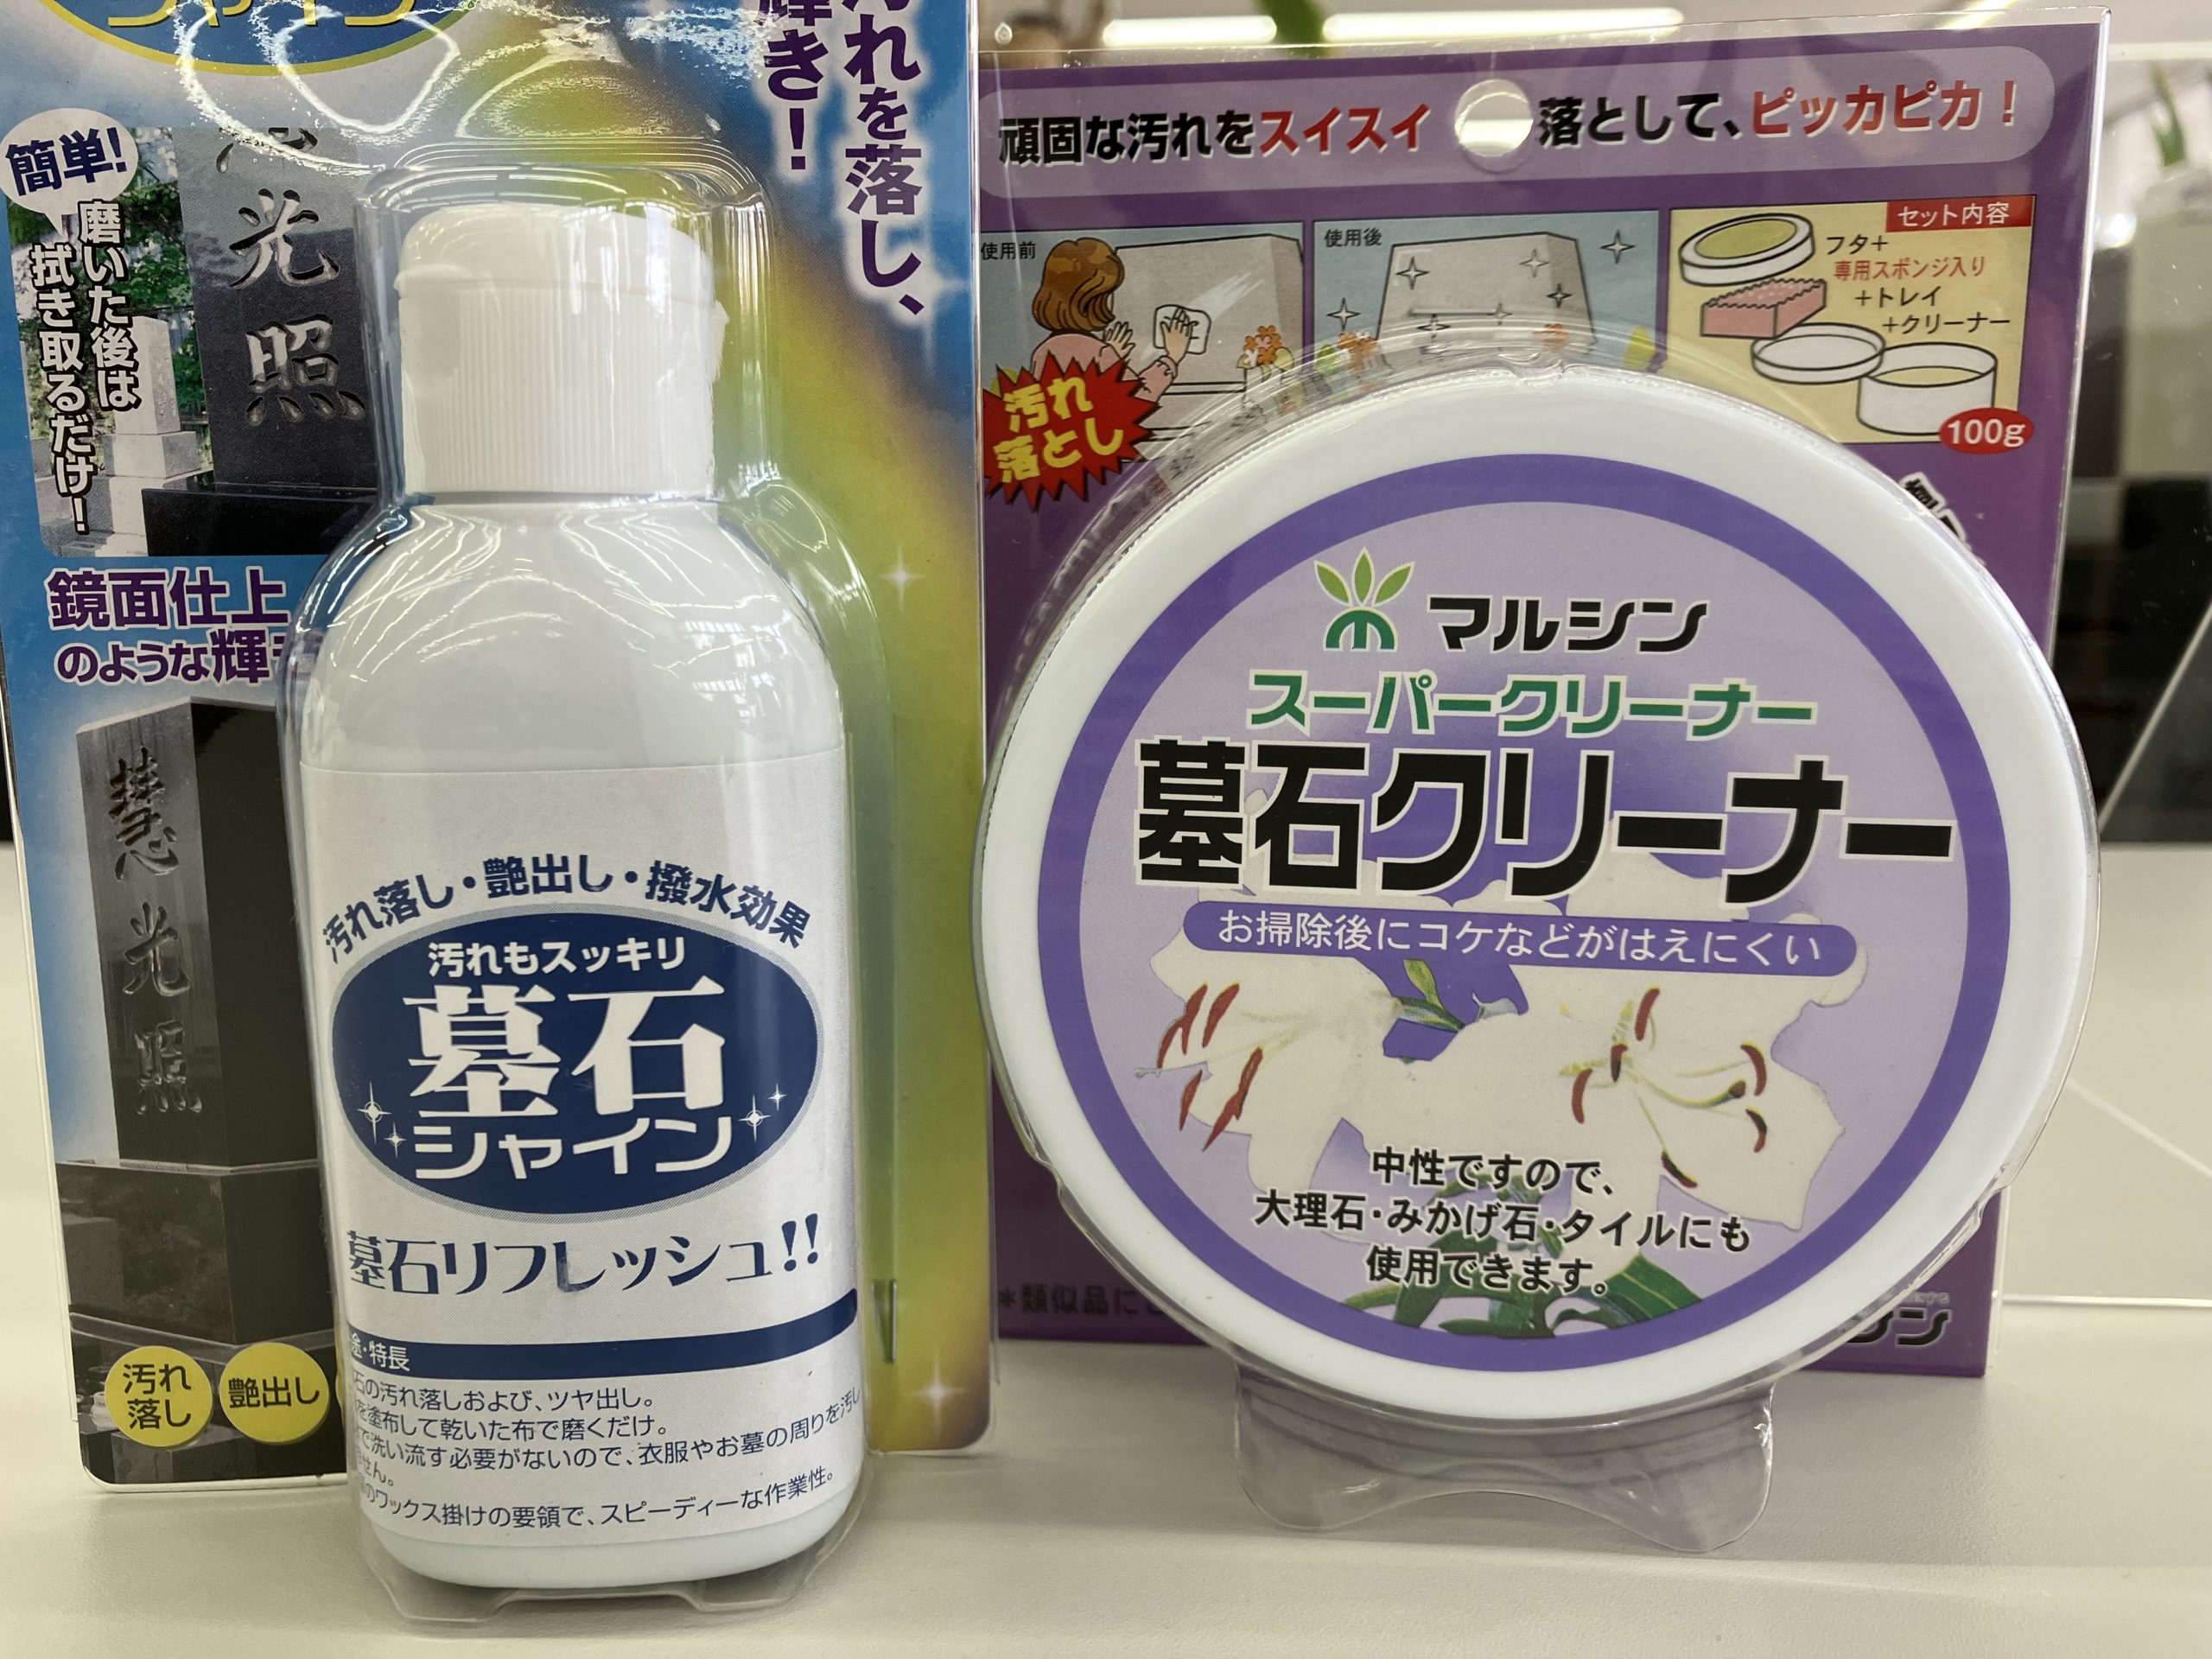 汚れを落し、
輝き！
簡単！
磨いた後は
拭き取るだけ！
光
照
鏡面仕上
のような輝き
慧
光
照
汚れ
落し
艶出し
汚れ落し・艶出し・撥水効果
汚れもスッキリ
墓石
シャイン
墓石リフレッシュ!!
途・特長
石の汚れ落しおよび、ツヤ出し。
を塗布して乾いた布で磨くだけ。
で洗い流す必要がないので、衣服やお墓の周りを汚し
せん。
のワックス掛けの要領で、スピーディーな作業性。
頑固な汚れをスイスイ 落として、ピッカピカ！
使用前
使用後
セット内容
フタ+
専用スポンジ入り
+トレイ
+クリーナー
100g
汚れ
落とし
マルシン
スーパークリーナー
墓石クリーナー
お掃除後にコケなどがはえにくい
中性ですので、
大理石・みかげ石・タイルにも
使用できます。
*類似品に
シン